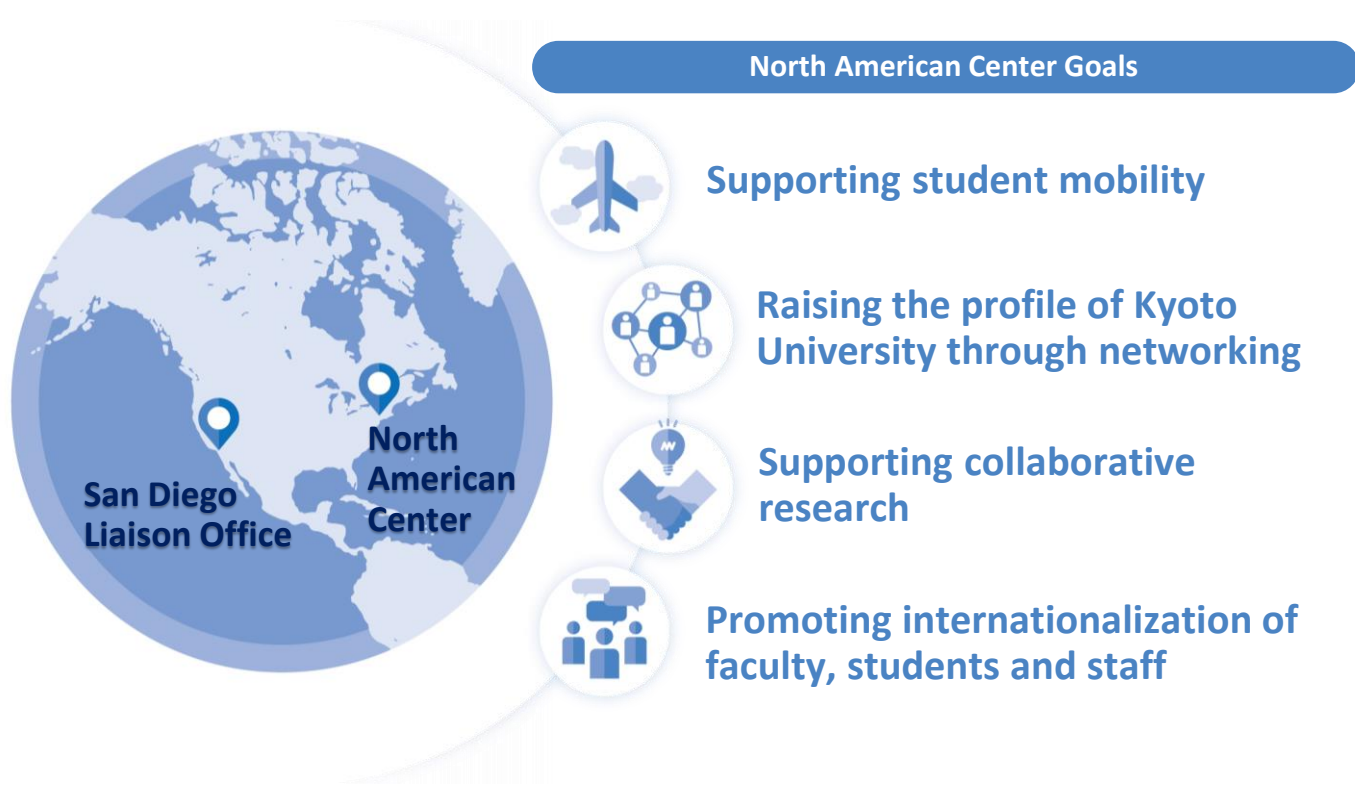 North American Center Goals
Supporting student mobility
Raising the profile of Kyoto
University through networking
Supporting collaborative
research
Promoting internationalization of
faculty, students and staff
San Diego
Liaison Office
North
American
Center